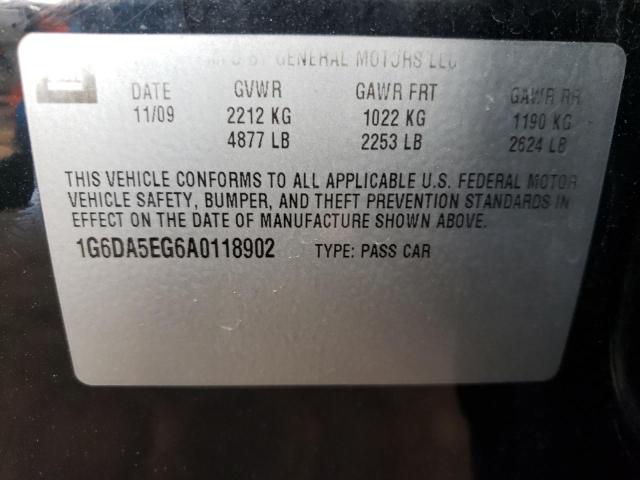 MFD BY GENERAL MOTORS LLC
DATE GVWR GAWR FRT GAWR RR
11/09 2212 KG 1022 KG 1190 KG
4877 LB 2253 LB 2624 LB
THIS VEHICLE CONFORMS TO ALL APPLICABLE U.S. FEDERAL MOTOR
VEHICLE SAFETY, BUMPER, AND THEFT PREVENTION STANDARDS IN
EFFECT ON THE DATE OF MANUFACTURE SHOWN ABOVE.
1G6DA5EG6A0118902 TYPE: PASS CAR